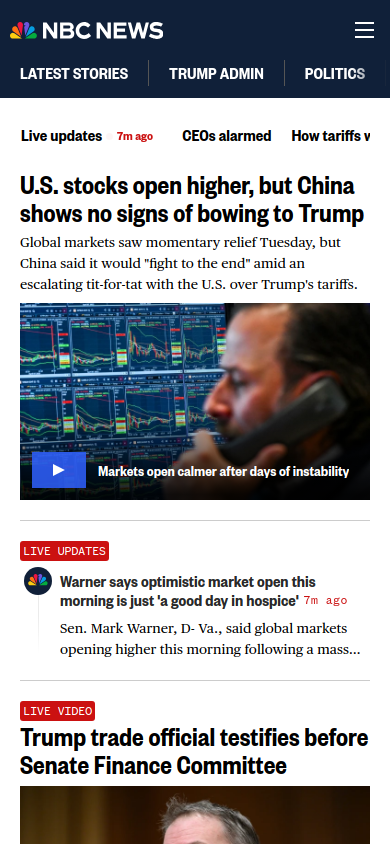 NBC NEWS
LATEST STORIES
TRUMP ADMIN
POLITICS
Live updates 7m ago
CEOs alarmed
How tariffs w
U.S. stocks open higher, but China
shows no signs of bowing to Trump
Global markets saw momentary relief Tuesday, but
China said it would "fight to the end" amid an
escalating tit-for-tat with the U.S. over Trump's tariffs.
Markets open calmer after days of instability
LIVE UPDATES
Warner says optimistic market open this
morning is just 'a good day in hospice' 7m ago
Sen. Mark Warner, D- Va., said global markets
opening higher this morning following a mass...
LIVE VIDEO
Trump trade official testifies before
Senate Finance Committee